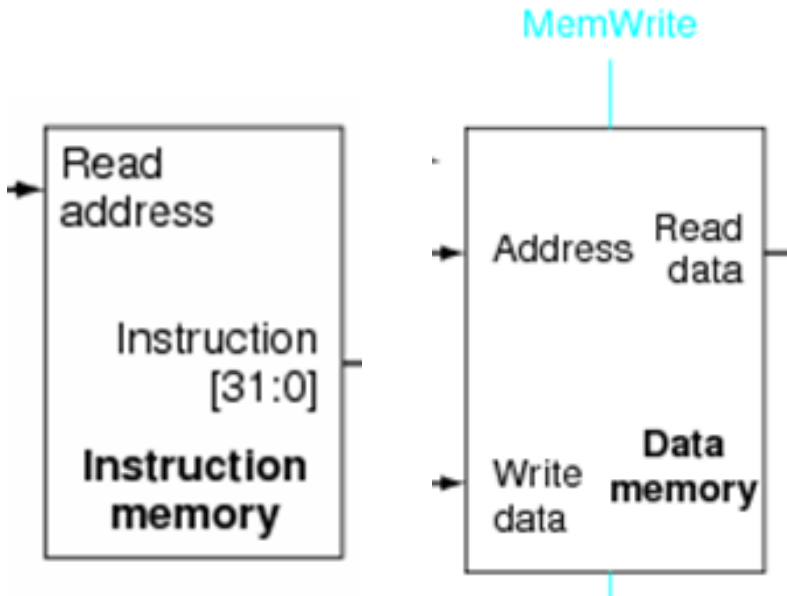 MemWrite
Read
address
Instruction
[31:0]
Instruction
memory
Address
Read
data
Write
data
Data
memory